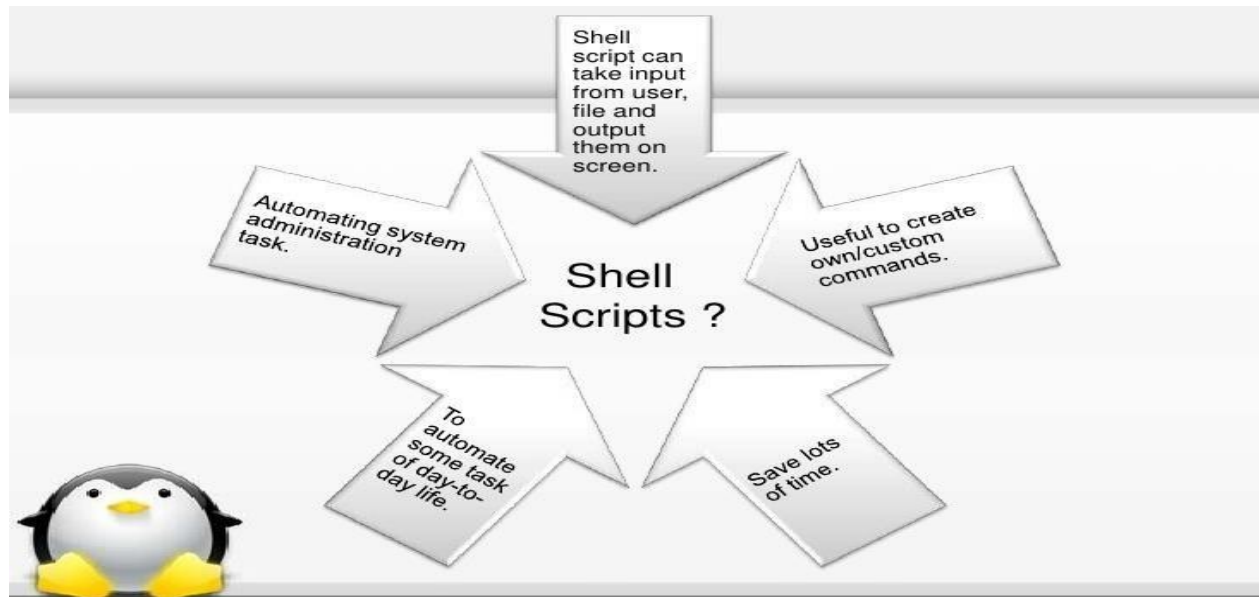 Shell
script can
take input
from user,
file and
output
them on
screen.
Automating system
administration
task.
Useful to create
own/custom
commands.
Shell
Scripts ?
To
automate
some task
of day-to-
day life.
Save lots
of time.